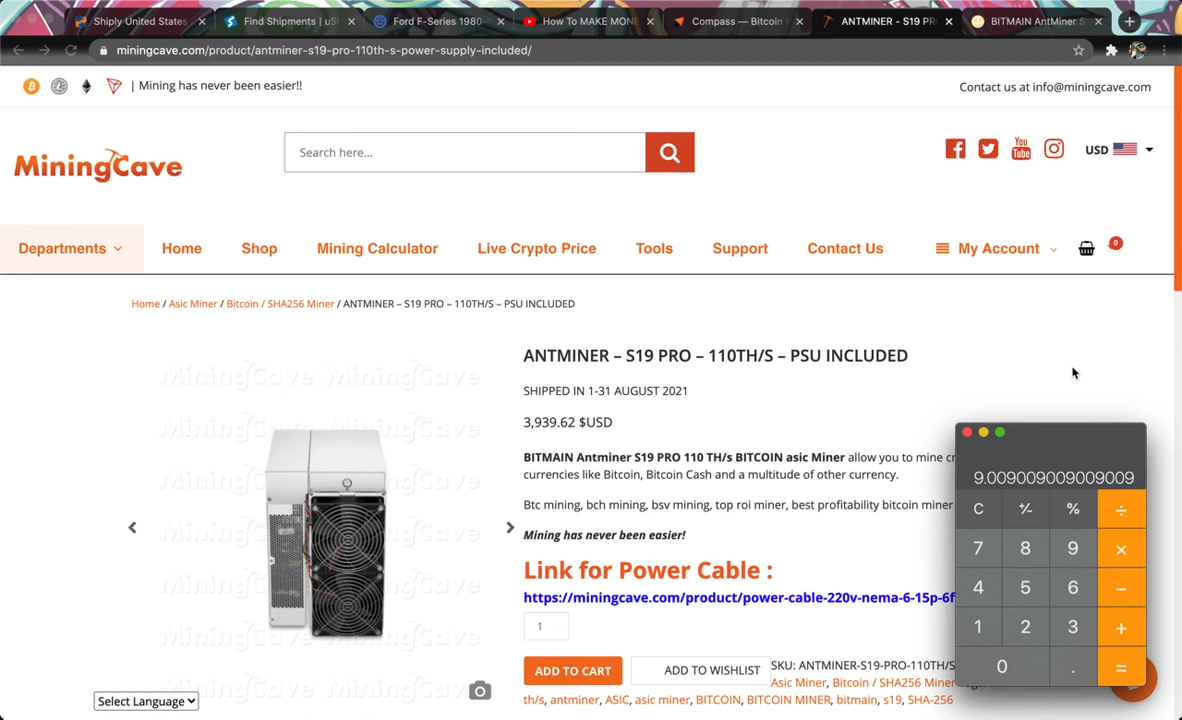 Shiply United States
Find Shipments | uS
Ford F-Series 1980
How To MAKE MON
Compass — Bitcoin
ANTMINER - S19 PR
BITMAIN AntMiner S
miningcave.com/product/antminer-s19-pro-110th-s-power-supply-included/
| Mining has never been easier!!
Contact us at info@miningcave.com
MiningCave
Search here...
You
Tube
USD
Departments
Home
Shop
Mining Calculator
Live Crypto Price
Tools
Support
Contact Us
My Account
0
Home / Asic Miner / Bitcoin / SHA256 Miner / ANTMINER – S19 PRO – 110TH/S – PSU INCLUDED
MiningCave MiningCave
ANTMINER – S19 PRO – 110TH/S – PSU INCLUDED
SHIPPED IN 1-31 AUGUST 2021
3,939.62 $USD
BITMAIN Antminer S19 PRO 110 TH/s BITCOIN asic Miner allow you to mine
currencies like Bitcoin, Bitcoin Cash and a multitude of other currency.
Btc mining, bch mining, bsv mining, top roi miner, best profitability bitcoin miner
Mining has never been easier!
Link for Power Cable :
https://miningcave.com/product/power-cable-220v-nema-6-15p-6f
1
ADD TO CART
ADD TO WISHLIST
SKU: ANTMINER-S19-PRO-110TH/S
Asic Miner, Bitcoin / SHA256 Miner
th/s, antminer, ASIC, asic miner, BITCOIN, BITCOIN MINER, bitmain, s19, SHA-256
Select Language
9.009009009009009
C +/- % ÷
7 8 9 ×
4 5 6 −
1 2 3 +
0 . =